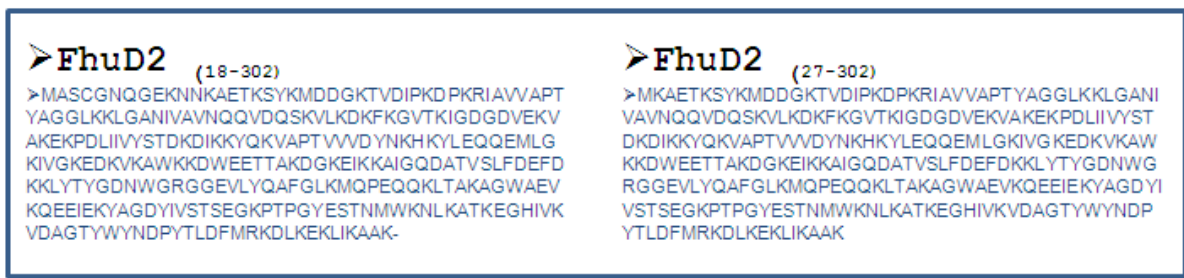 ➢FhuD2 (18-302)
➢MASCGNQGEKNNKAETKSYKMDDGKTVDIPKDPKRIAVVAPT
YAGGLKKLGANIVAVNQQVDQSKVLKDKFKGVTKIGDGDVEKV
AKEKPDLIIVYSTDKDIKKYQKVAPTVVVDYNKHKYLEQQEMLG
KIVGKEDKVKAWKKDWEETTAKDGKEIKKAIGQDATVSLFDEFD
KKLYTYGDNWGRGGEVLYQAFGLKMQPEQQKLTAKAGWAEV
KQEEIEKYAGDYIVSTSEGKPTPGYESTNMWKNLKATKEGHIVK
VDAGTYWYNDPYTLDFMRKDLKEKLIKAAK-
➢FhuD2 (27-302)
➢MKAETKSYKMDDGKTVDIPKDPKRIAVVAPTYAGGLKKLGANI
VAVNQQVDQSKVLKDKFKGVTKIGDGDVEKVAKEKPDLIIVYST
DKDIKKYQKVAPTVVVDYNKHKYLEQQEMLGKIVGKEDKVKAW
KKDWEETTAKDGKEIKKAIGQDATVSLFDEFDKKLYTYGDNWG
RGGEVLYQAFGLKMQPEQQKLTAKAGWAEVKQEEIEKYAGDYI
VSTSEGKPTPGYESTNMWKNLKATKEGHIVKVDAGTYWYNDP
YTLDFMRKDLKEKLIKAAK